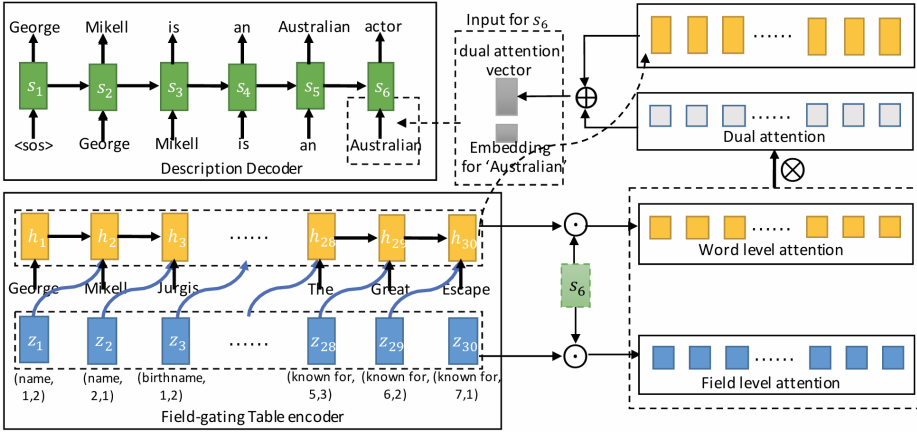 George Mikell is an Australian actor
s1 s2 s3 s4 s5 s6
<sos> George Mikell is an Australian
Description Decoder
Input for s6
dual attention
vector
Embedding
for 'Australian'
......
......
Dual attention
h1 h2 h3 ...... h28 h29 h30
George Mikell Jurgis The Great Escape
z1 z2 z3 ...... z28 z29 z30
(name, 1,2) (name, 2,1) (birthname, 1,2) (known for, 5,3) (known for, 6,2) (known for, 7,1)
Field-gating Table encoder
s6
......
Word level attention
......
Field level attention